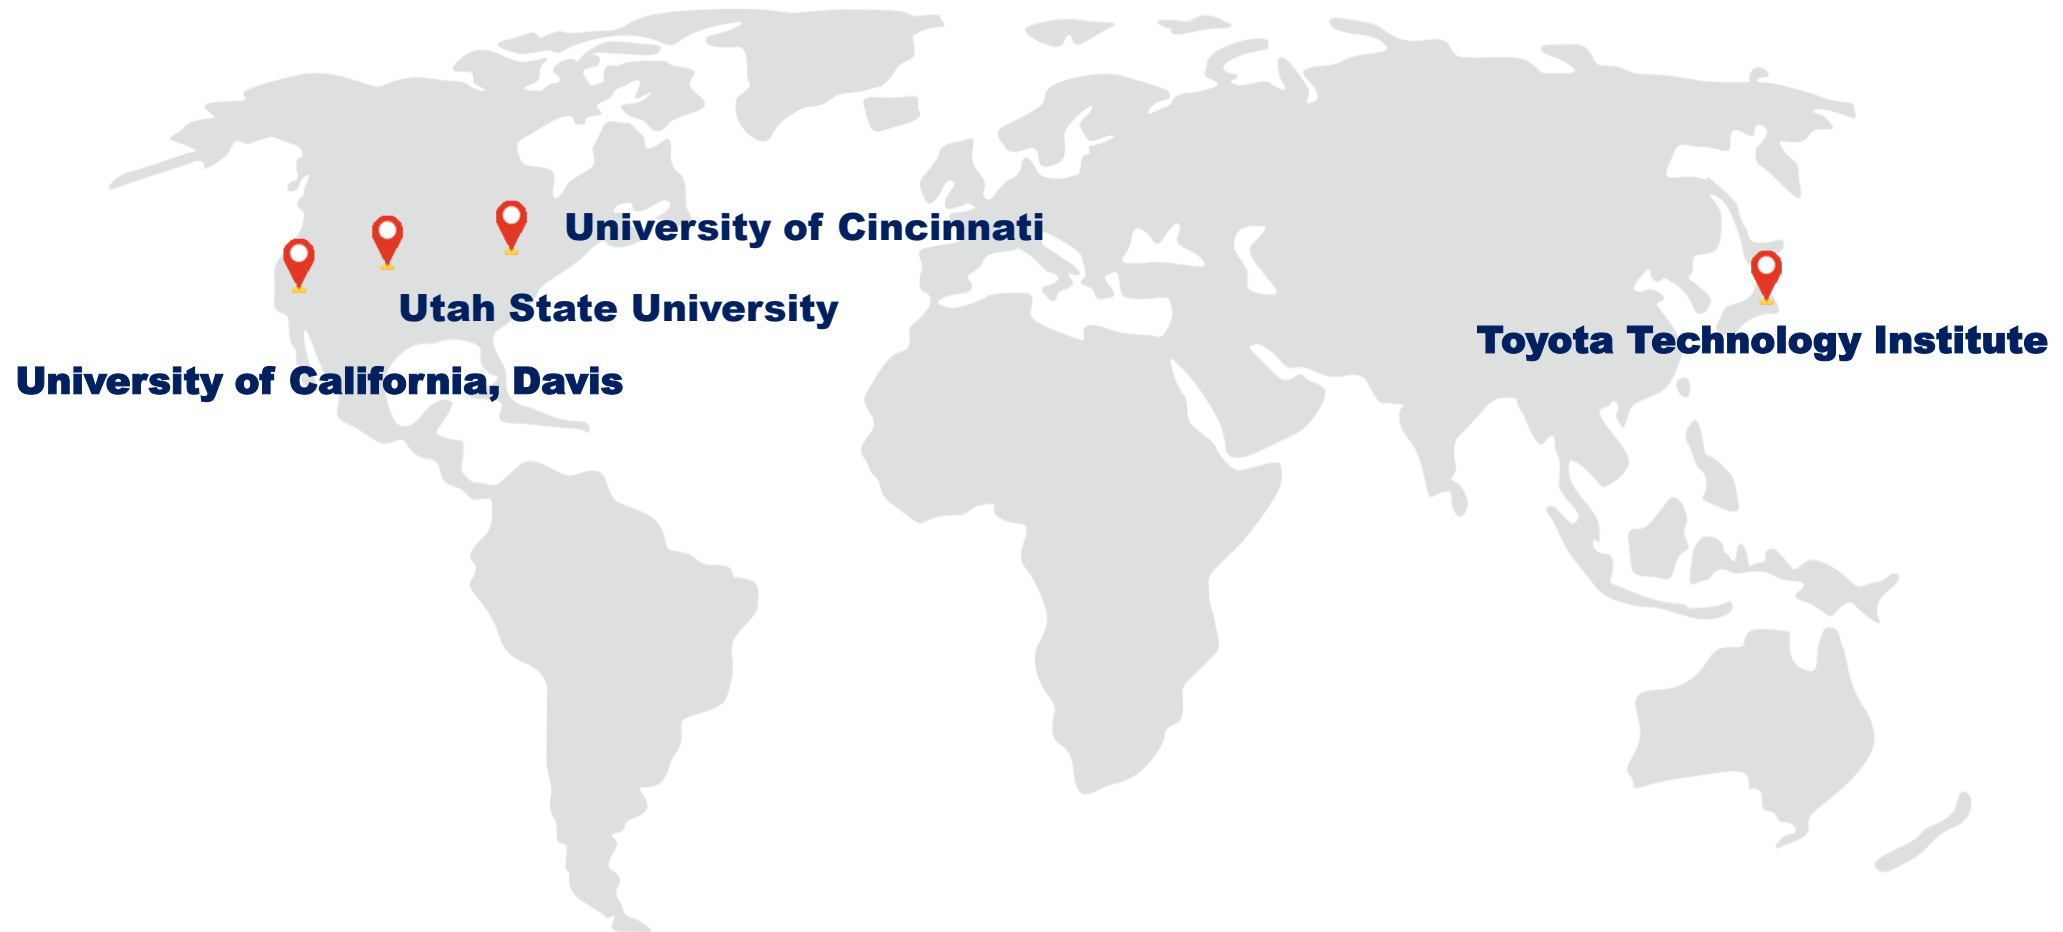 University of Cincinnati
Utah State University
Toyota Technology Institute
University of California, Davis